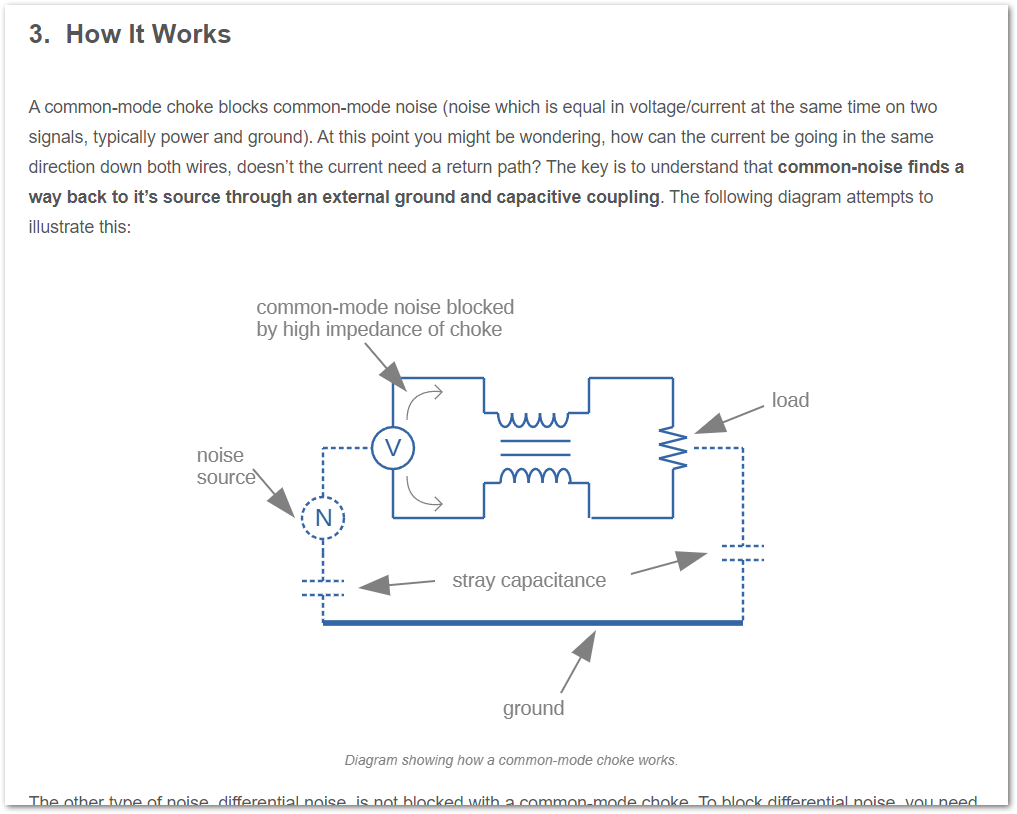 3. How It Works
A common-mode choke blocks common-mode noise (noise which is equal in voltage/current at the same time on two
signals, typically power and ground). At this point you might be wondering, how can the current be going in the same
direction down both wires, doesn’t the current need a return path? The key is to understand that common-noise finds a
way back to it’s source through an external ground and capacitive coupling. The following diagram attempts to
illustrate this:
common-mode noise blocked
by high impedance of choke
load
V
noise
source
N
stray capacitance
ground
Diagram showing how a common-mode choke works.
The other type of noise, differential noise, is not blocked with a common-mode choke. To block differential noise, you need